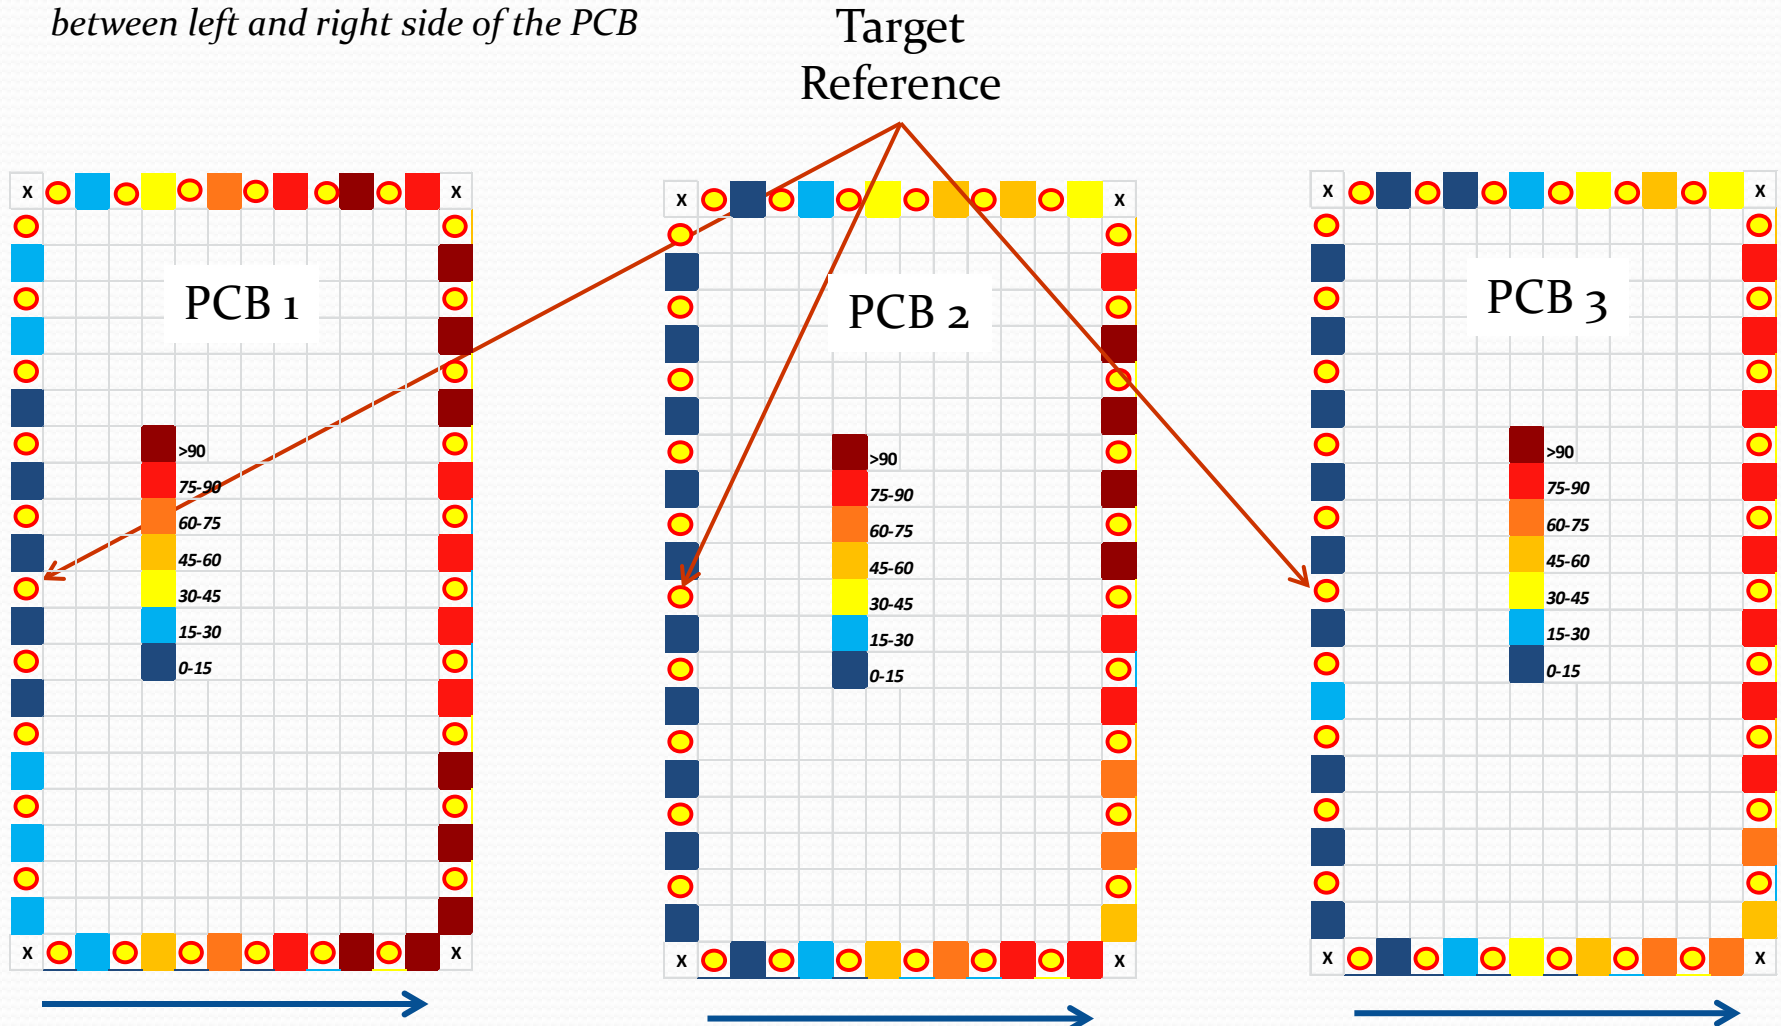 between left and right side of the PCB
Target
Reference
X X
PCB 1
>90
75-90
60-75
45-60
30-45
15-30
0-15
X X
X X
PCB 2
>90
75-90
60-75
45-60
30-45
15-30
0-15
X X
X X
PCB 3
>90
75-90
60-75
45-60
30-45
15-30
0-15
X X